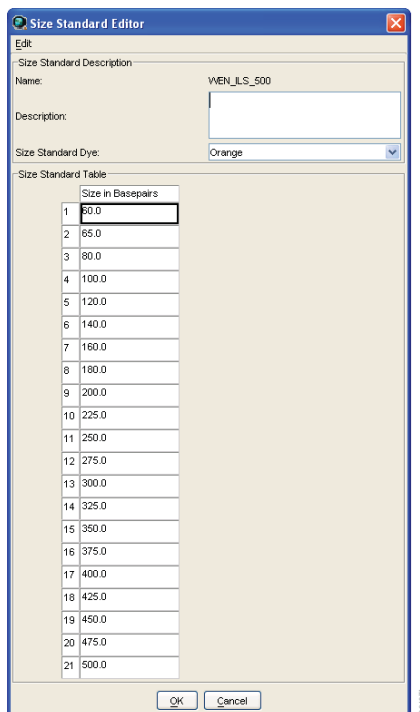 Size Standard Editor
Edit
Size Standard Description
Name: WEN_ILS_500
Description:
Size Standard Dye: Orange
Size Standard Table
Size in Basepairs
1 60.0
2 65.0
3 80.0
4 100.0
5 120.0
6 140.0
7 160.0
8 180.0
9 200.0
10 225.0
11 250.0
12 275.0
13 300.0
14 325.0
15 350.0
16 375.0
17 400.0
18 425.0
19 450.0
20 475.0
21 500.0
OK Cancel